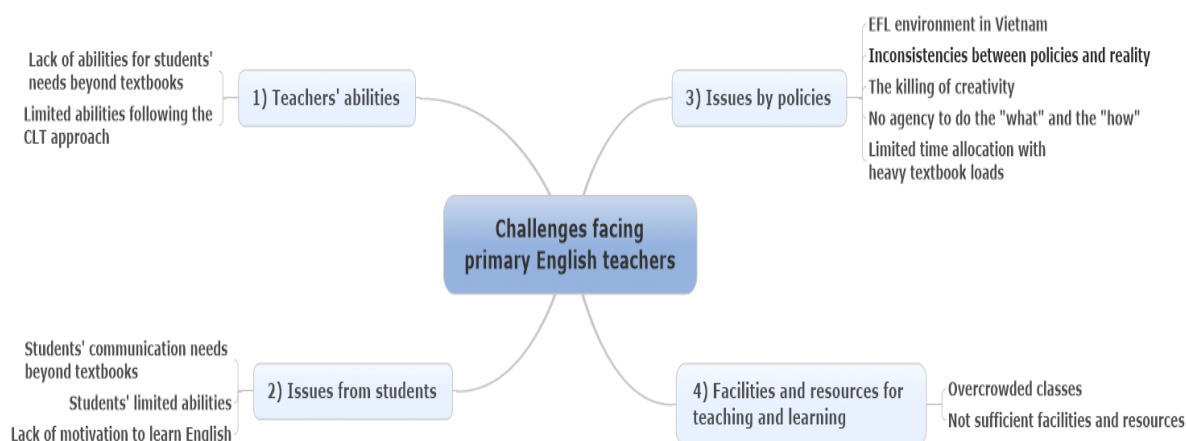 Challenges facing
primary English teachers
1) Teachers' abilities
Lack of abilities for students'
needs beyond textbooks
Limited abilities following the
CLT approach
2) Issues from students
Students' communication needs
beyond textbooks
Students' limited abilities
Lack of motivation to learn English
3) Issues by policies
EFL environment in Vietnam
Inconsistencies between policies and reality
The killing of creativity
No agency to do the "what" and the "how"
Limited time allocation with
heavy textbook loads
4) Facilities and resources for
teaching and learning
Overcrowded classes
Not sufficient facilities and resources